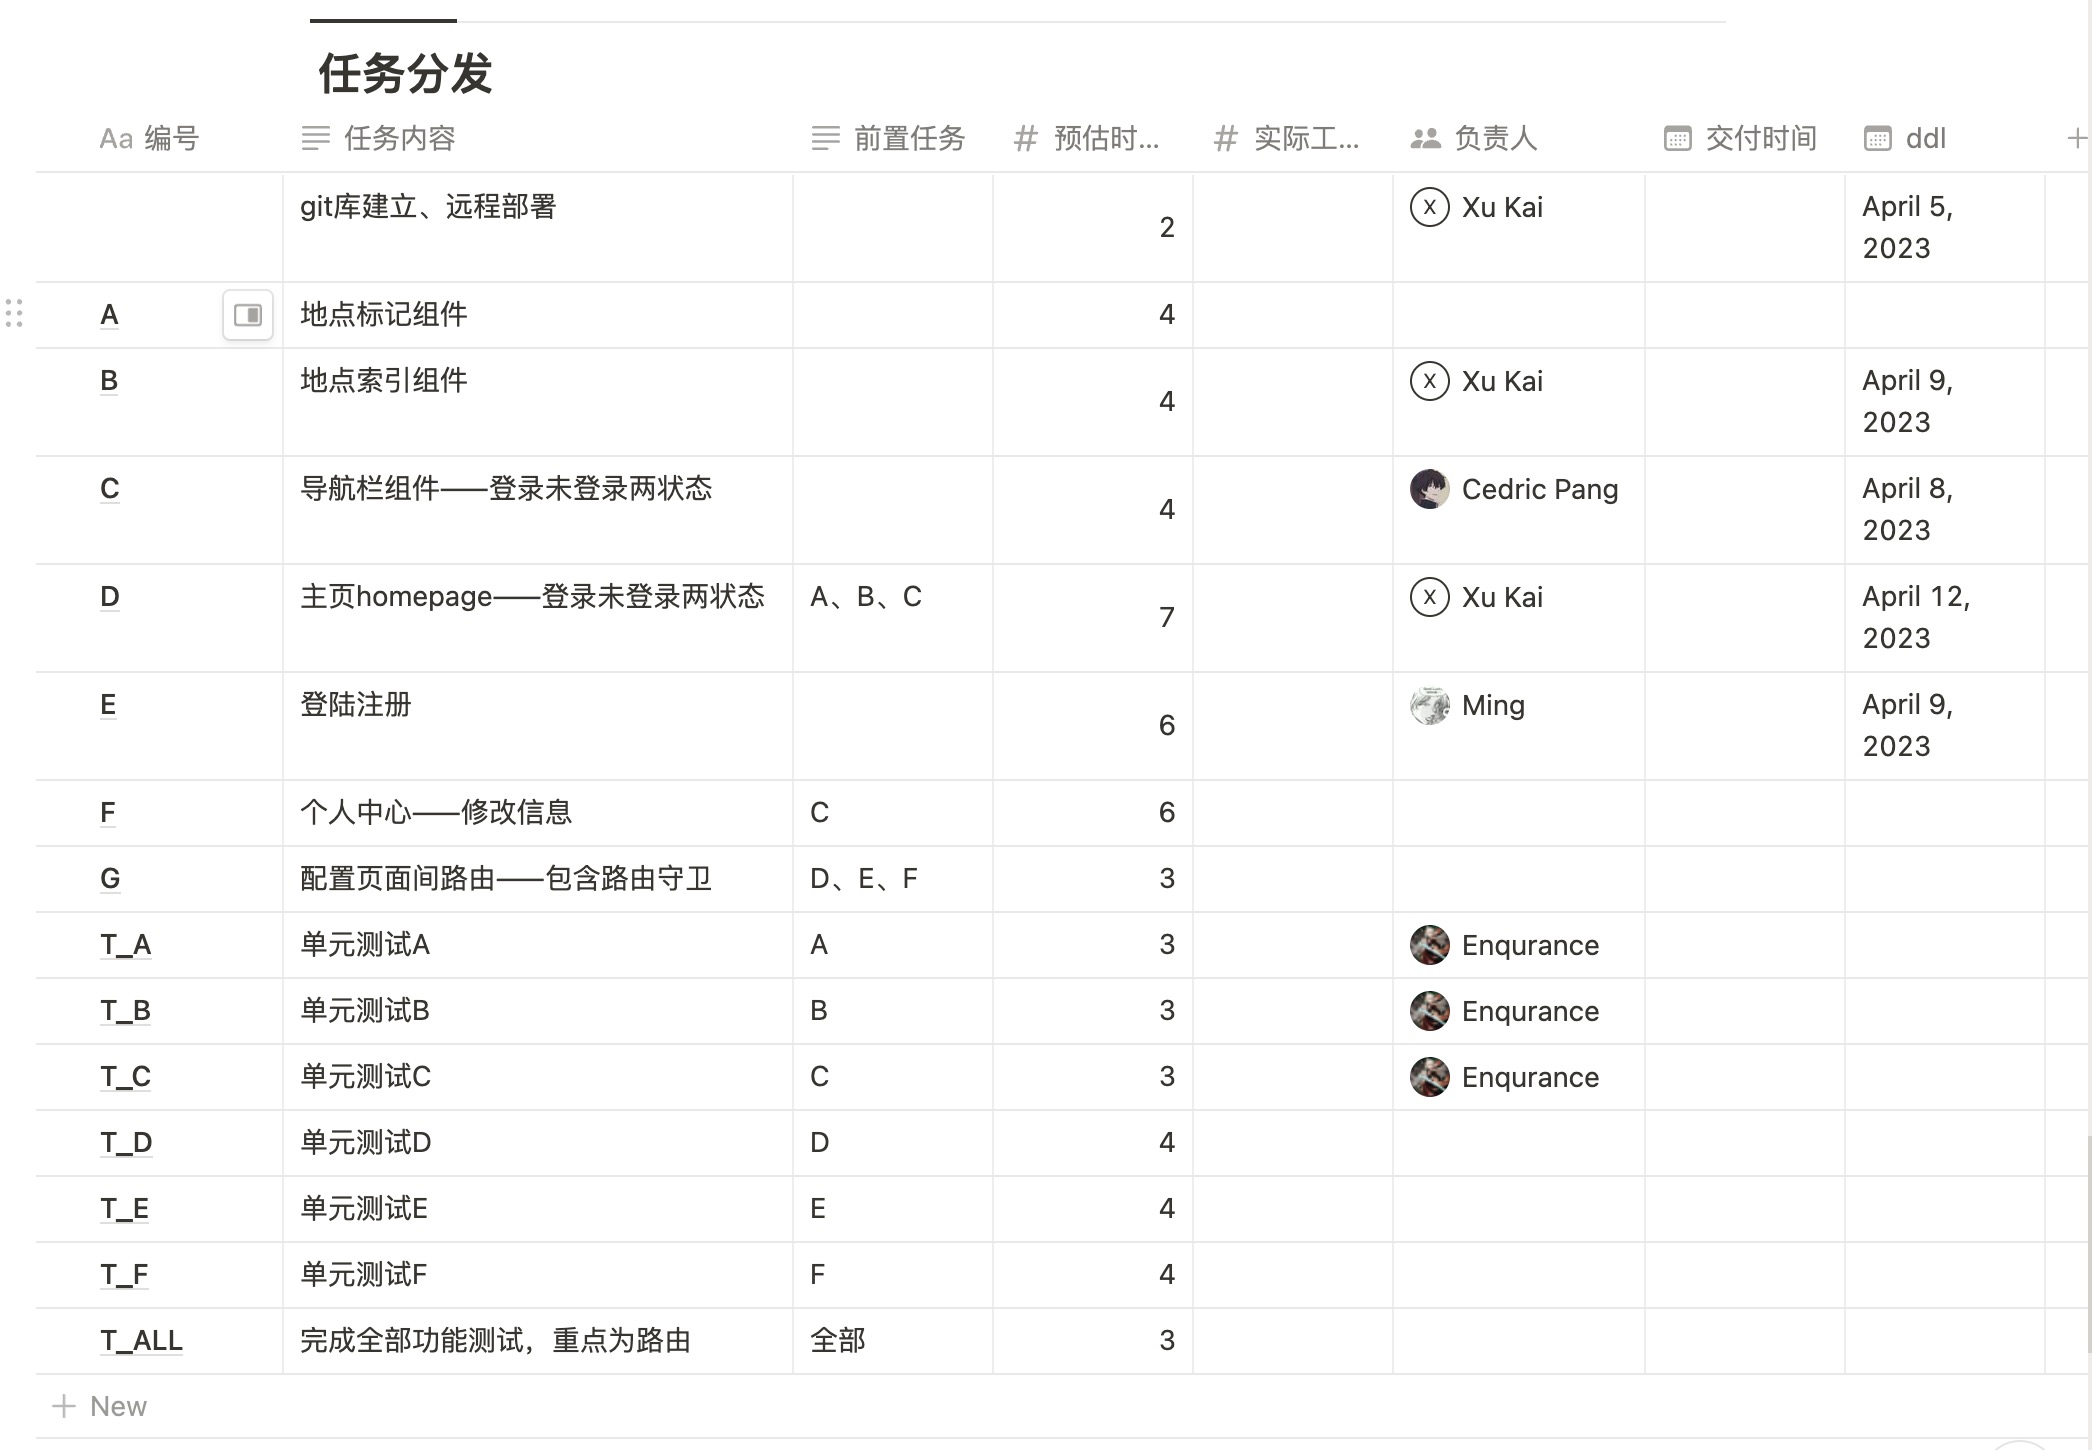 任务分发
Aa 编号 任务内容 前置任务 # 预估时... # 实际工... 负责人 交付时间 ddl +
git库建立、远程部署 2 X Xu Kai April 5,
2023
A 地点标记组件 4
B 地点索引组件 4 X Xu Kai April 9,
2023
C 导航栏组件——登录未登录两状态 4 Cedric Pang April 8,
2023
D 主页homepage——登录未登录两状态 A、B、C 7 X Xu Kai April 12,
2023
E 登陆注册 6 Ming April 9,
2023
F 个人中心——修改信息 C 6
G 配置页面间路由——包含路由守卫 D、E、F 3
T_A 单元测试A A 3 Enqurance
T_B 单元测试B B 3 Enqurance
T_C 单元测试C C 3 Enqurance
T_D 单元测试D D 4
T_E 单元测试E E 4
T_F 单元测试F F 4
T_ALL 完成全部功能测试，重点为路由 全部 3
+ New